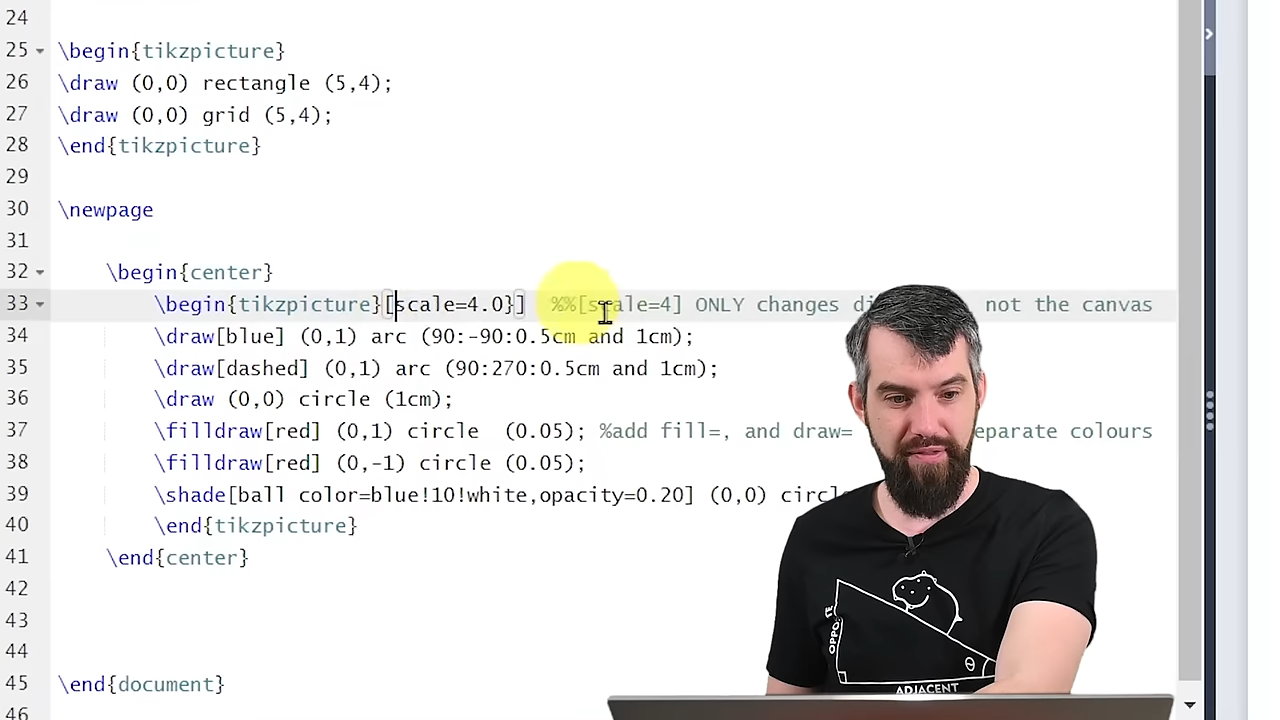 24
25 \begin{tikzpicture}
26 \draw (0,0) rectangle (5,4);
27 \draw (0,0) grid (5,4);
28 \end{tikzpicture}
29
30 \newpage
31
32 \begin{center}
33 \begin{tikzpicture}[scale=4.0}] %%[scale=4] ONLY changes not the canvas
34 \draw[blue] (0,1) arc (90:-90:0.5cm and 1cm);
35 \draw[dashed] (0,1) arc (90:270:0.5cm and 1cm);
36 \draw (0,0) circle (1cm);
37 \filldraw[red] (0,1) circle (0.05); %add fill=, and draw= eparate colours
38 \filldraw[red] (0,-1) circle (0.05);
39 \shade[ball color=blue!10!white,opacity=0.20] (0,0) circl
40 \end{tikzpicture}
41 \end{center}
42
43
44
45 \end{document}
46
OPPO TE
θ
ADJACENT